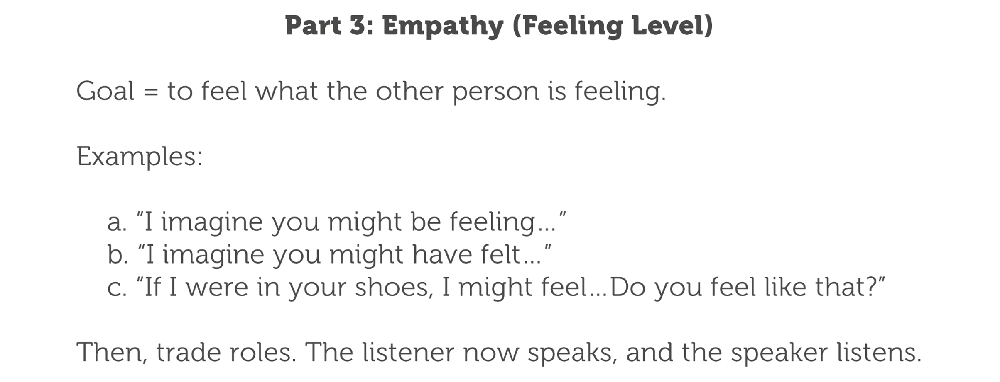 Part 3: Empathy (Feeling Level)
Goal = to feel what the other person is feeling.
Examples:
a. “I imagine you might be feeling…”
b. “I imagine you might have felt…”
c. “If I were in your shoes, I might feel…Do you feel like that?”
Then, trade roles. The listener now speaks, and the speaker listens.